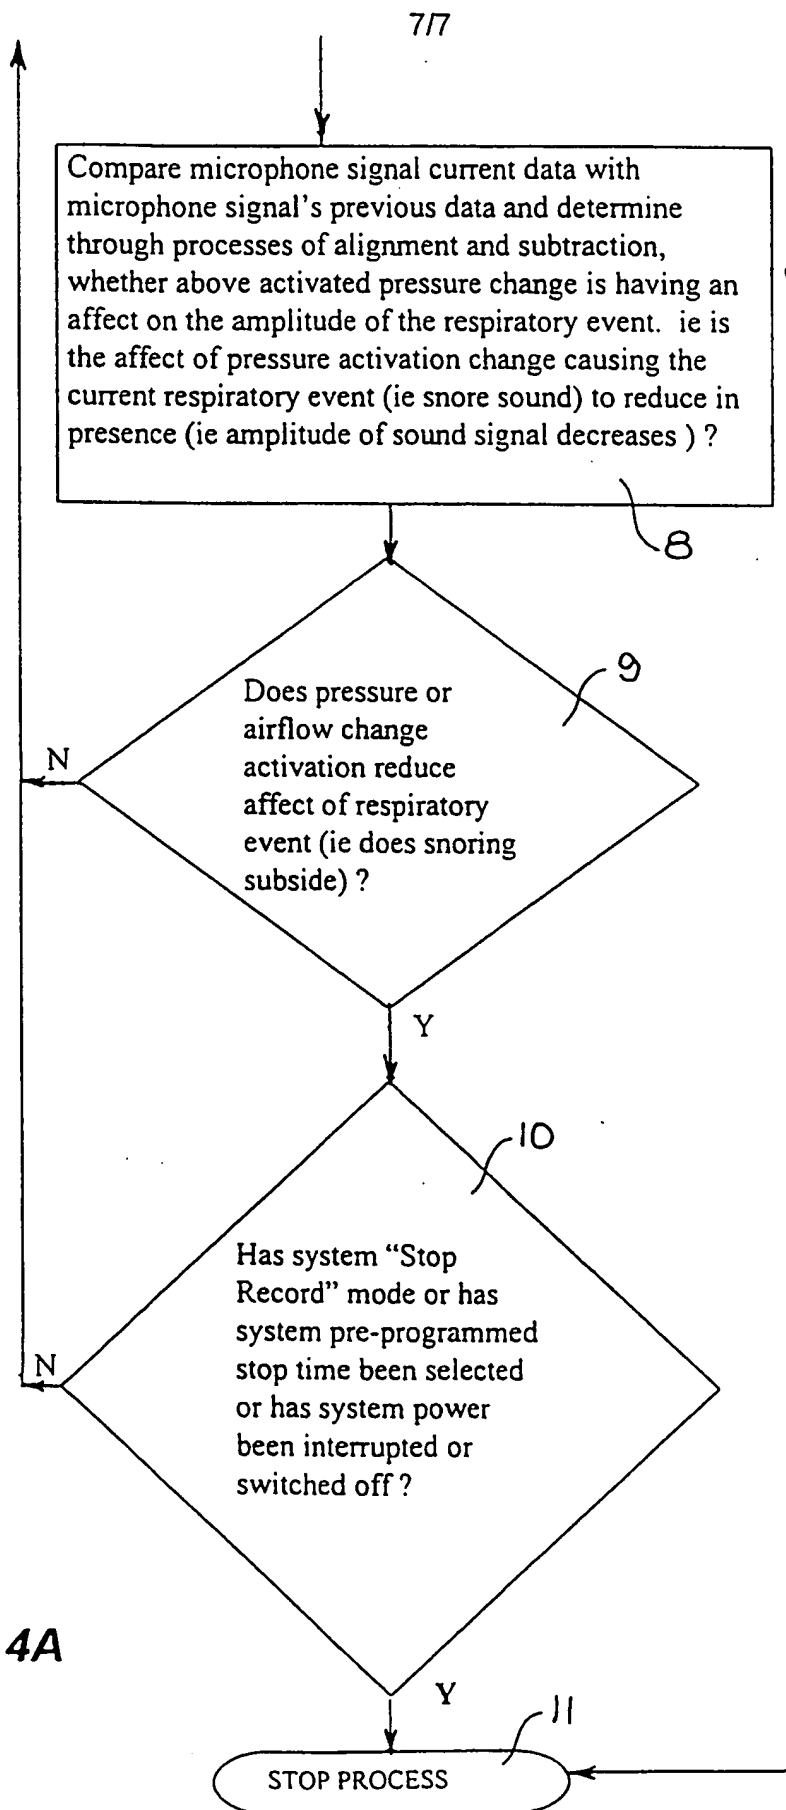 7/7
Compare microphone signal current data with
microphone signal's previous data and determine
through processes of alignment and subtraction,
whether above activated pressure change is having an
affect on the amplitude of the respiratory event. ie is
the affect of pressure activation change causing the
current respiratory event (ie snore sound) to reduce in
presence (ie amplitude of sound signal decreases ) ?
8
9
Does pressure or
airflow change
activation reduce
affect of respiratory
event (ie does snoring
subside) ?
N
Y
10
Has system “Stop
Record” mode or has
system pre-programmed
stop time been selected
or has system power
been interrupted or
switched off ?
N
4A
Y
11
STOP PROCESS